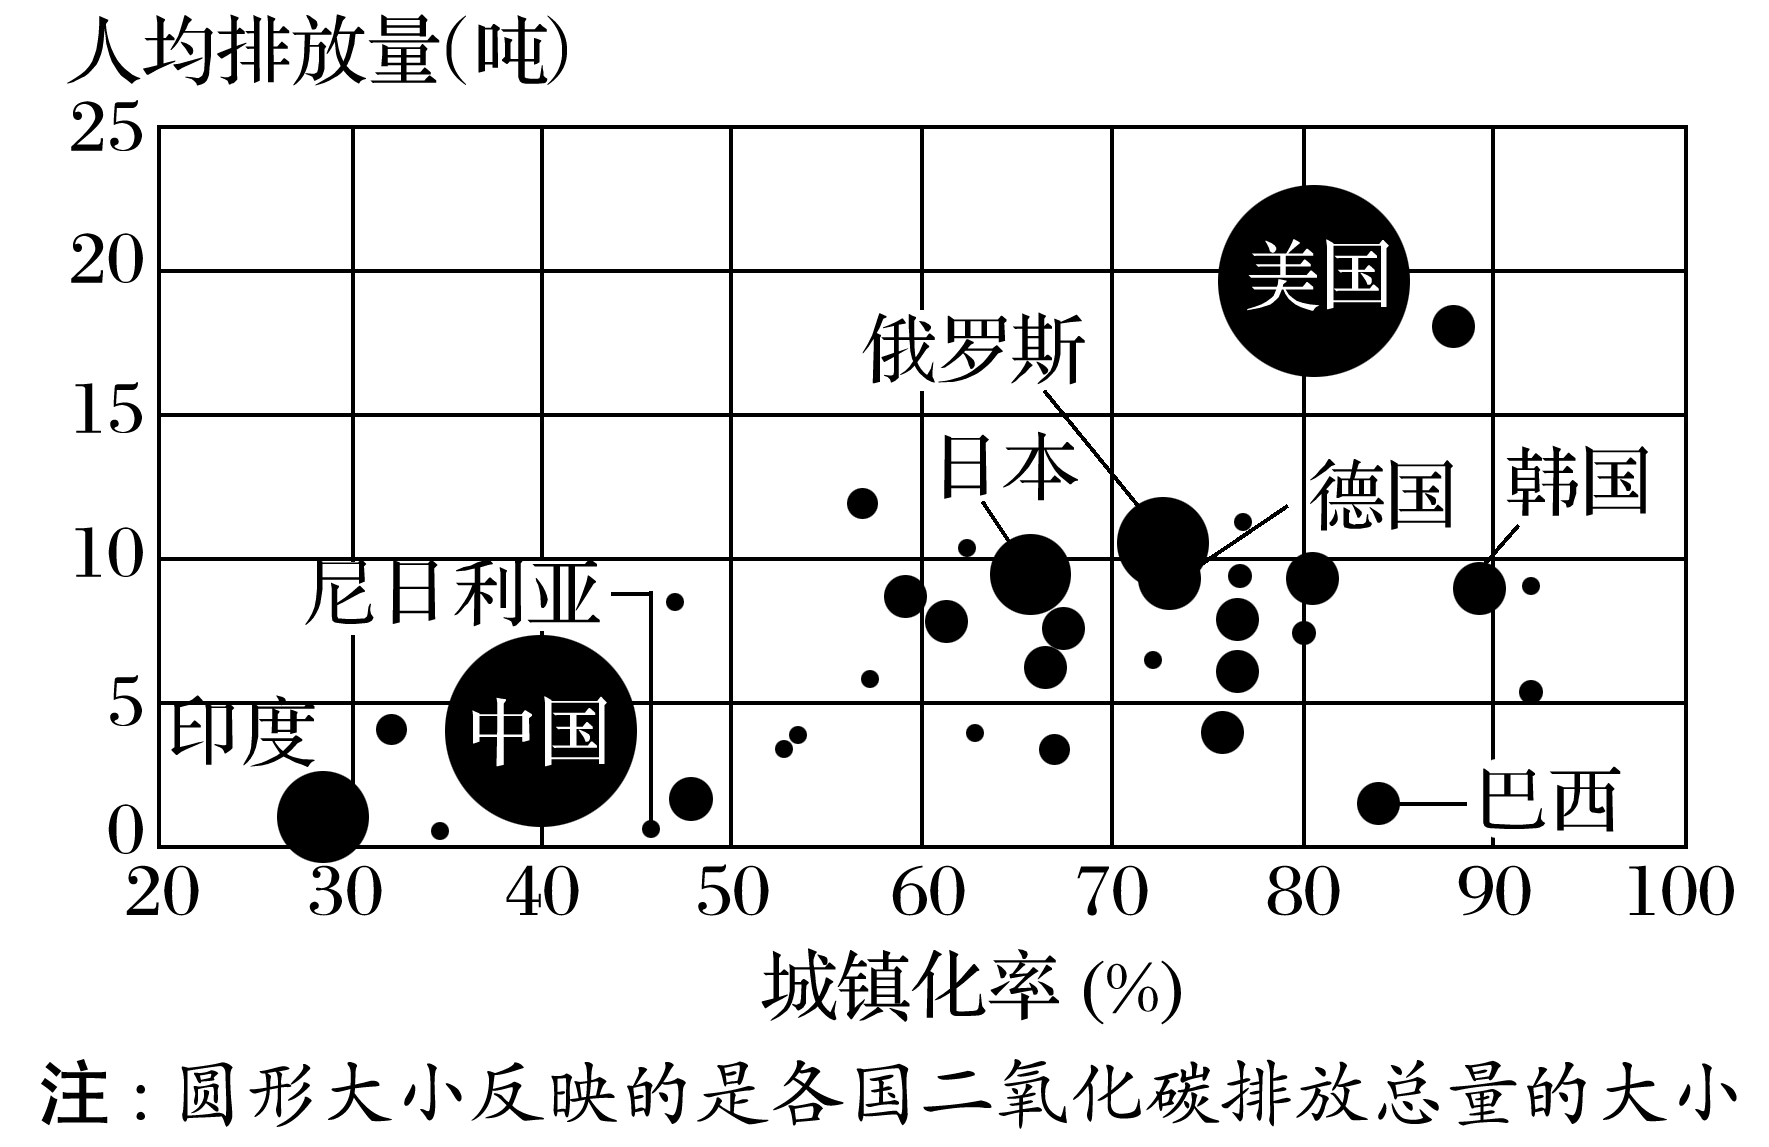 人均排放量(吨)
25
20
美国
俄罗斯
15
日本
德国
韩国
10
尼日利亚
5
印度
中国
巴西
0
20 30 40 50 60 70 80 90 100
城镇化率 (%)
注：圆形大小反映的是各国二氧化碳排放总量的大小